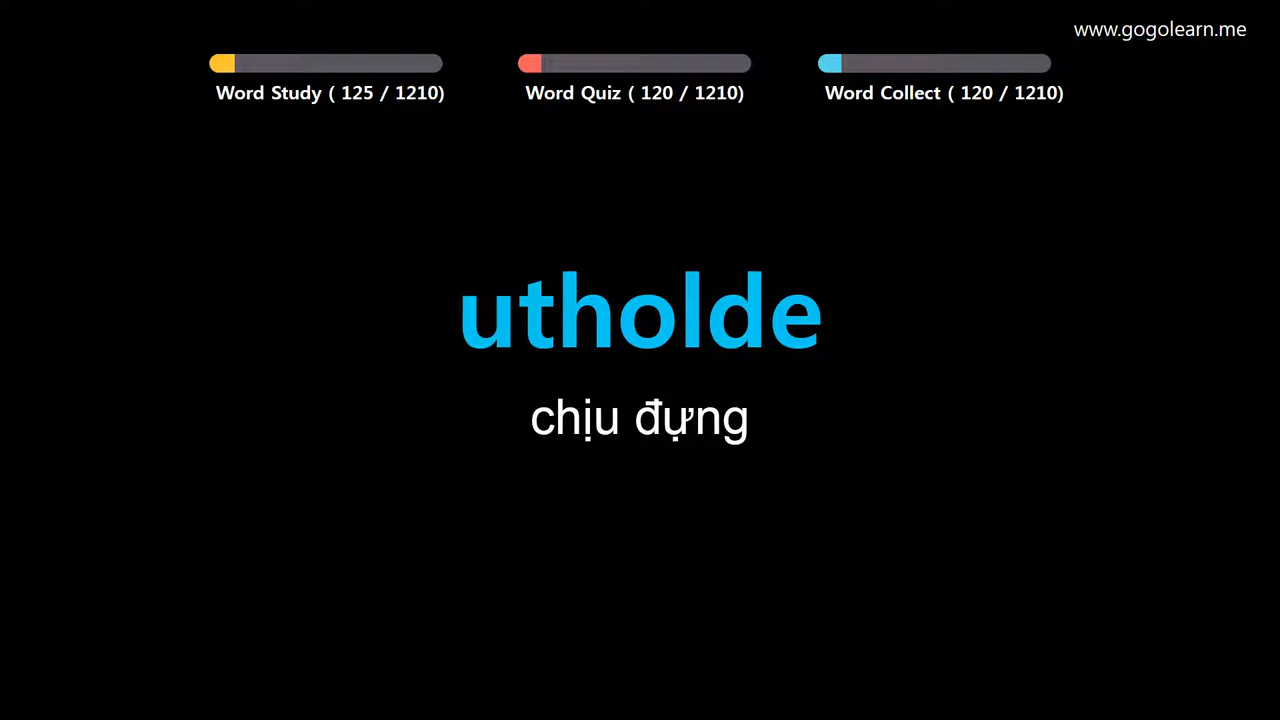 www.gogolearn.me
Word Study ( 125 / 1210)
Word Quiz ( 120 / 1210)
Word Collect ( 120 / 1210)
utholde
chịu đựng